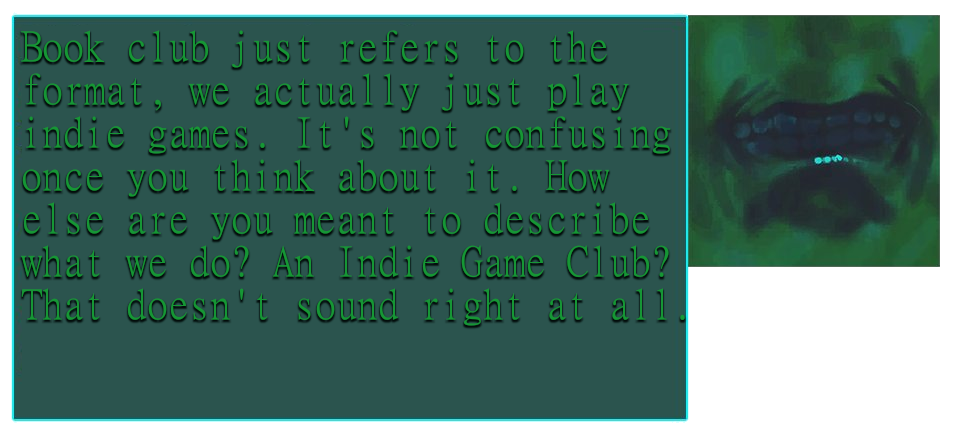 Book club just refers to the
format, we actually just play
indie games. It's not confusing
once you think about it. How
else are you meant to describe
what we do? An Indie Game Club?
That doesn't sound right at all.